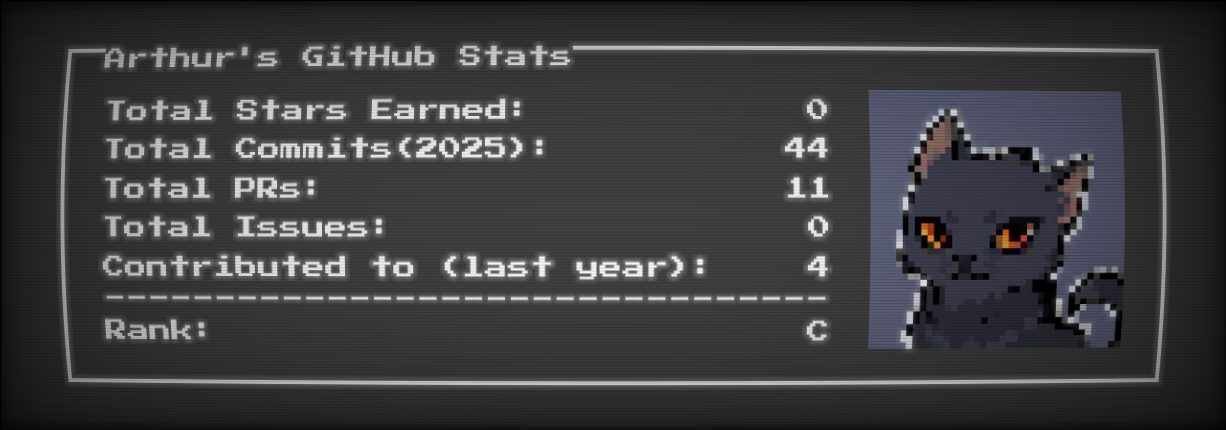 Arthur's GitHub Stats
Total Stars Earned: 0
Total Commits(2025): 44
Total PRs: 11
Total Issues: 0
Contributed to (last year): 4
--------------------------------
Rank: C